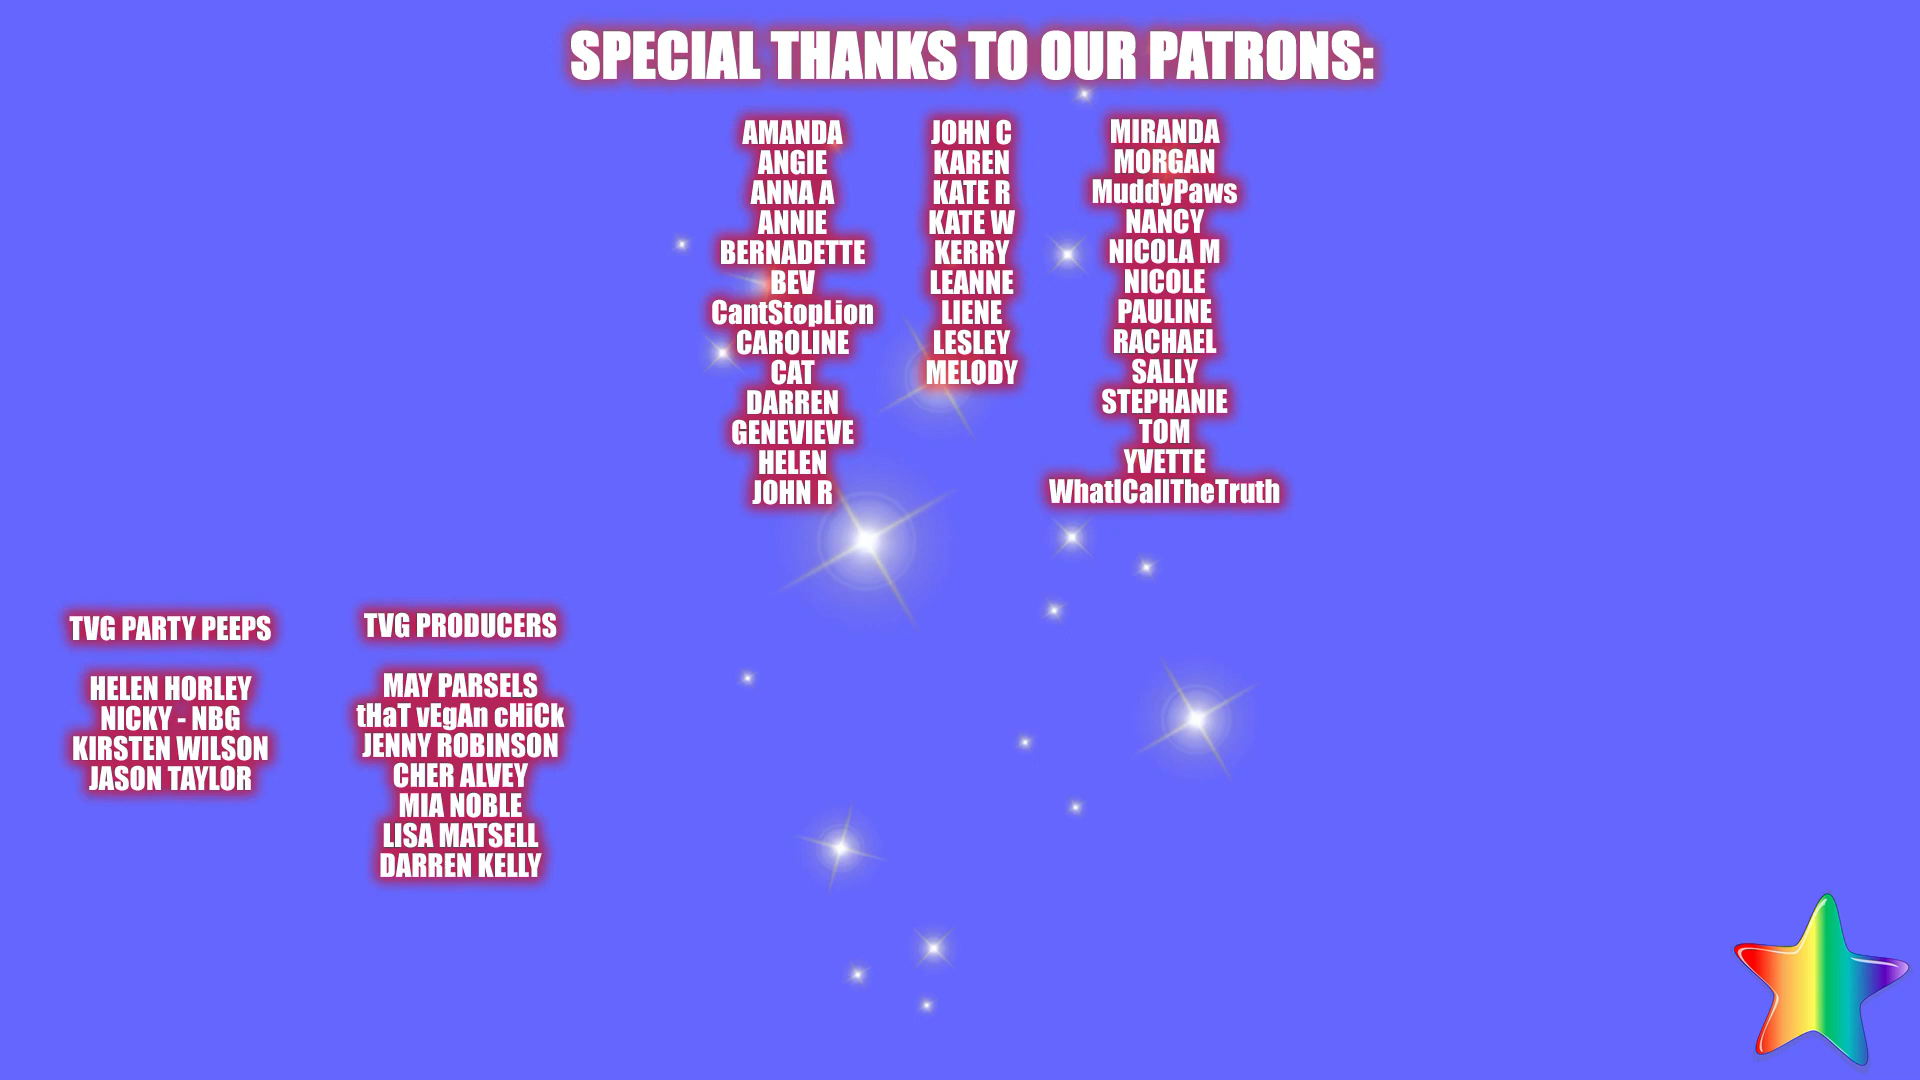 SPECIAL THANKS TO OUR PATRONS:
AMANDA
ANGIE
ANNA A
ANNIE
BERNADETTE
BEV
CantStopLion
CAROLINE
CAT
DARREN
GENEVIEVE
HELEN
JOHN R
JOHN C
KAREN
KATE R
KATE W
KERRY
LEANNE
LIENE
LESLEY
MELODY
MIRANDA
MORGAN
MuddyPaws
NANCY
NICOLA M
NICOLE
PAULINE
RACHAEL
SALLY
STEPHANIE
TOM
YVETTE
WhatICallTheTruth
TVG PARTY PEEPS
HELEN HORLEY
NICKY - NBG
KIRSTEN WILSON
JASON TAYLOR
TVG PRODUCERS
MAY PARSELS
tHaT vEgAn cHiCk
JENNY ROBINSON
CHER ALVEY
MIA NOBLE
LISA MATSELL
DARREN KELLY